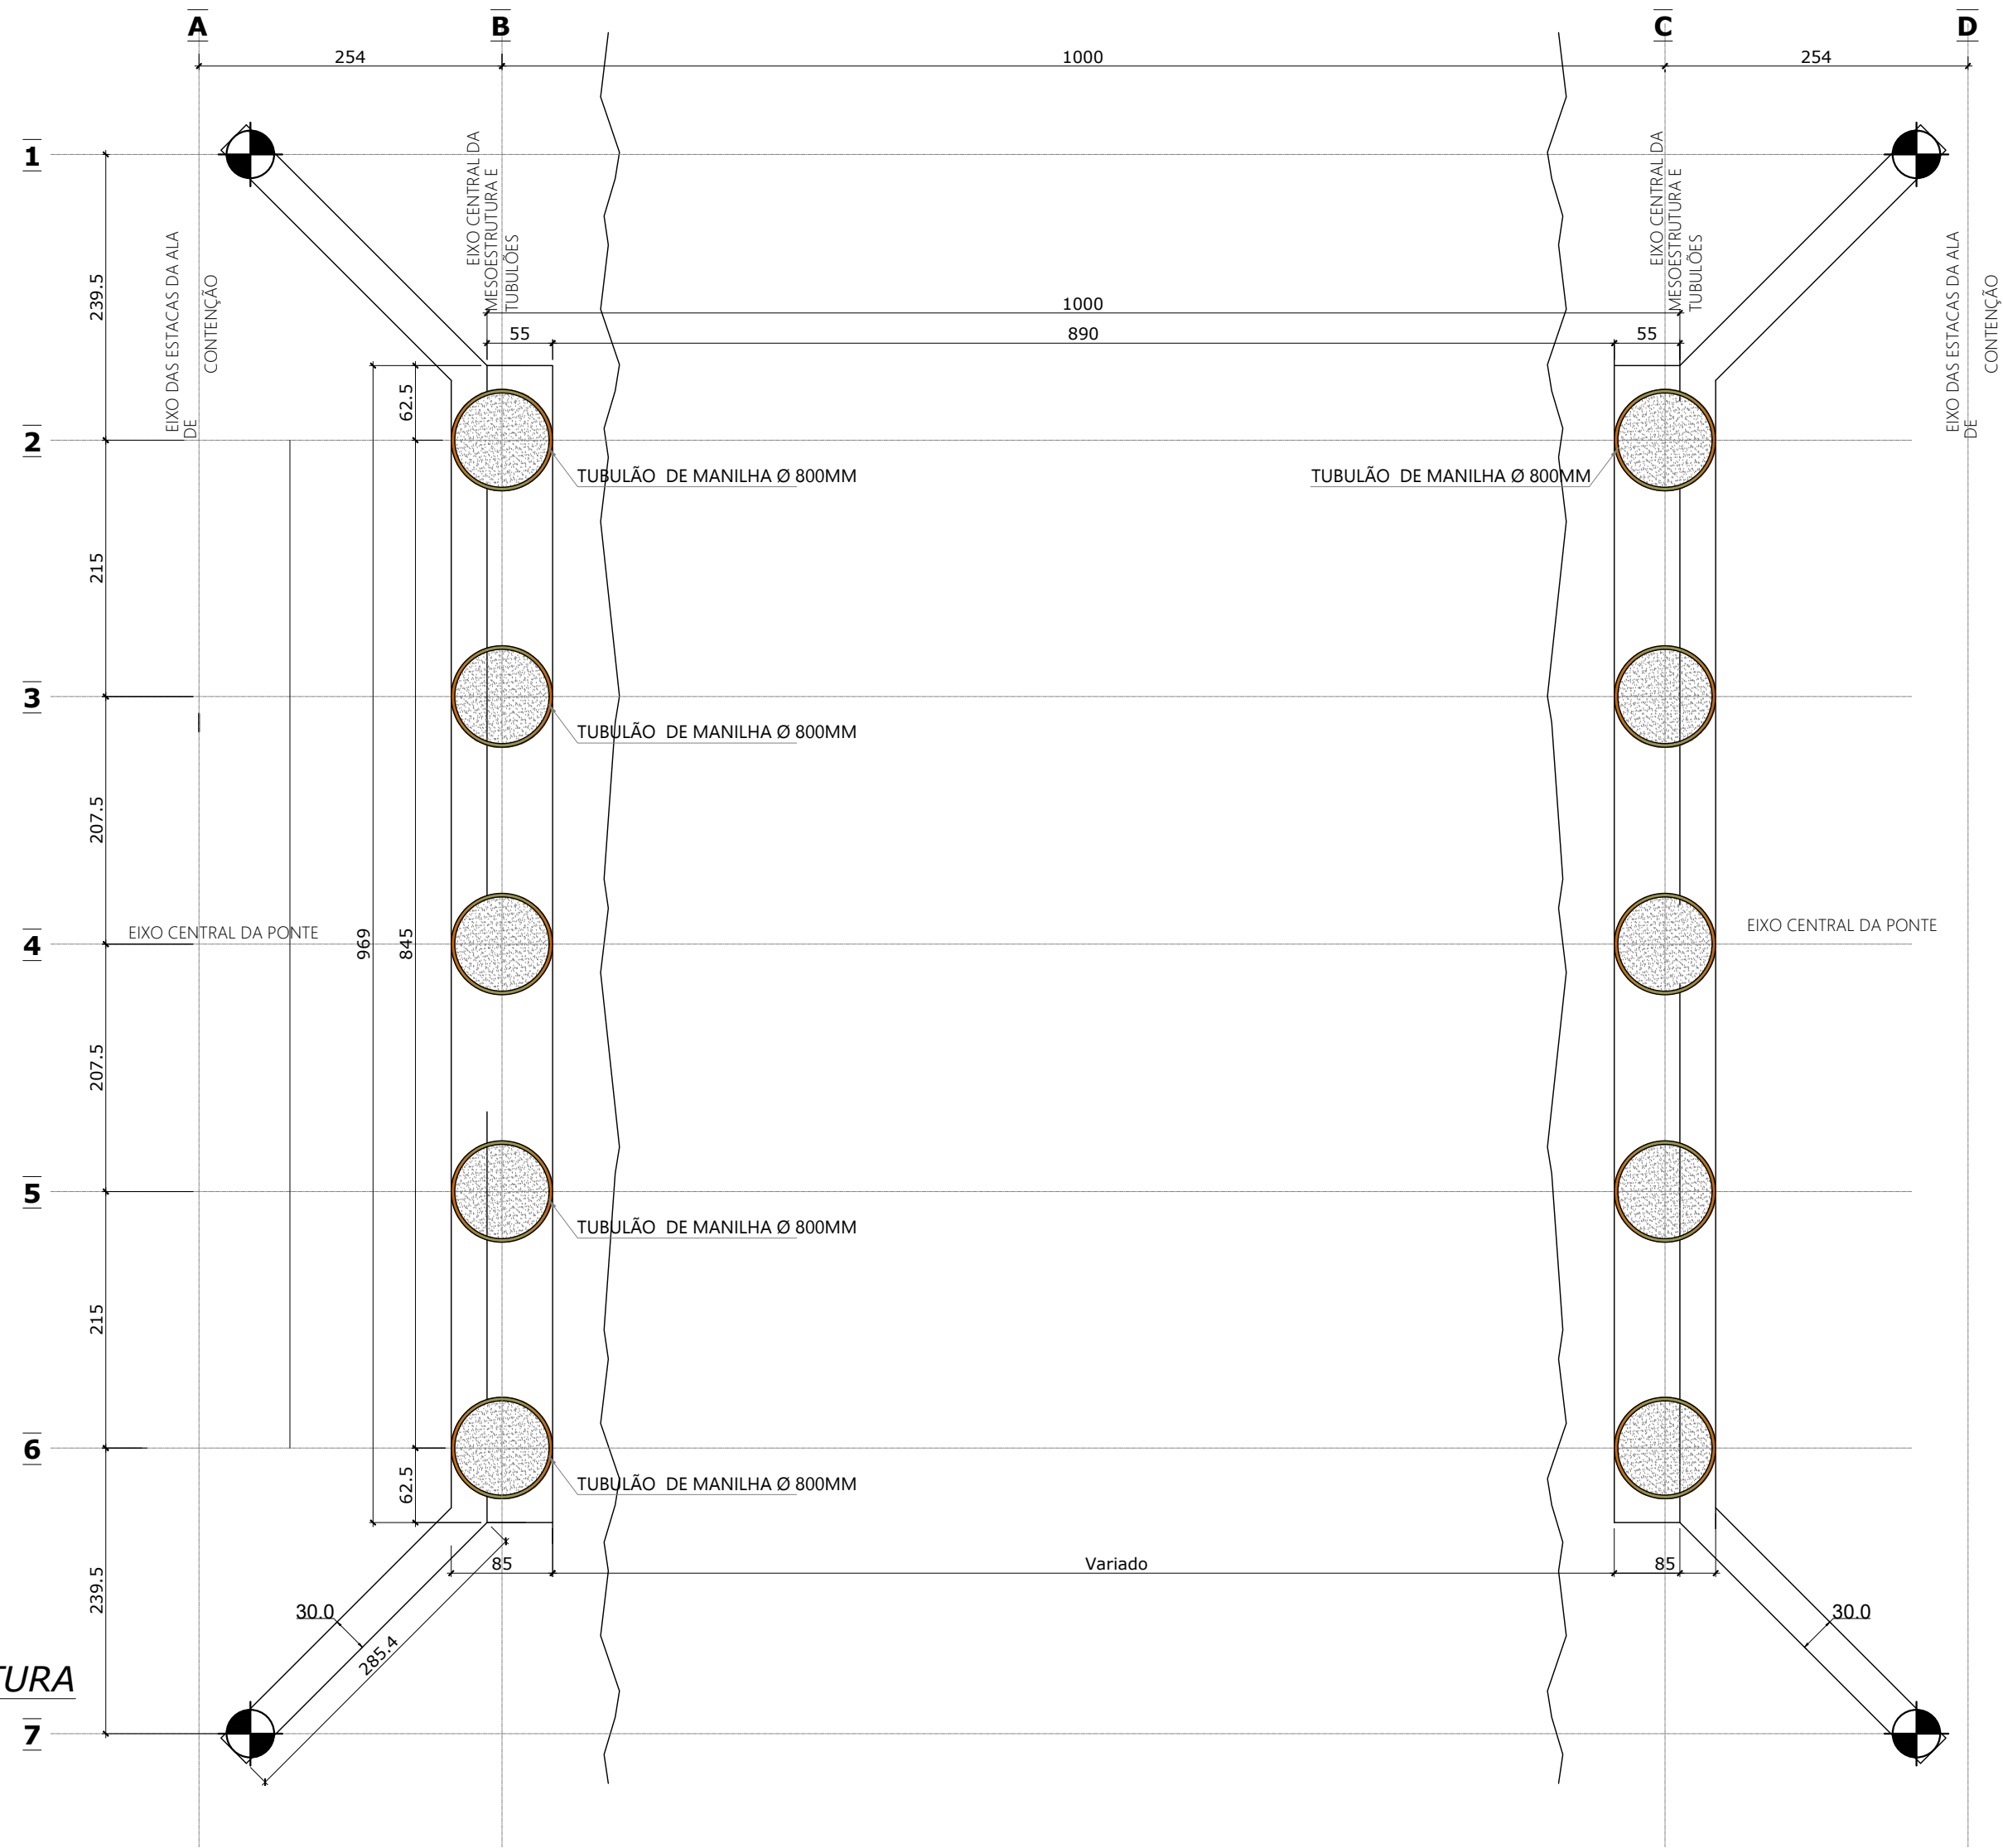 A
B
C
D
254
1000
254
1
EIXO CENTRAL DA
MESOESTRUTURA E
TUBULÕES
EIXO CENTRAL DA
MESOESTRUTURA E
TUBULÕES
EIXO DAS ESTACAS DA ALA
DE
CONTENÇÃO
EIXO DAS ESTACAS DA ALA
DE
CONTENÇÃO
239.5
1000
55
890
55
62.5
2
TUBULÃO DE MANILHA Ø 800MM
TUBULÃO DE MANILHA Ø 800MM
215
3
TUBULÃO DE MANILHA Ø 800MM
207.5
EIXO CENTRAL DA PONTE
EIXO CENTRAL DA PONTE
4
969
845
207.5
5
TUBULÃO DE MANILHA Ø 800MM
215
6
TUBULÃO DE MANILHA Ø 800MM
62.5
85
Variado
85
239.5
30.0
30.0
285.4
TURA
7